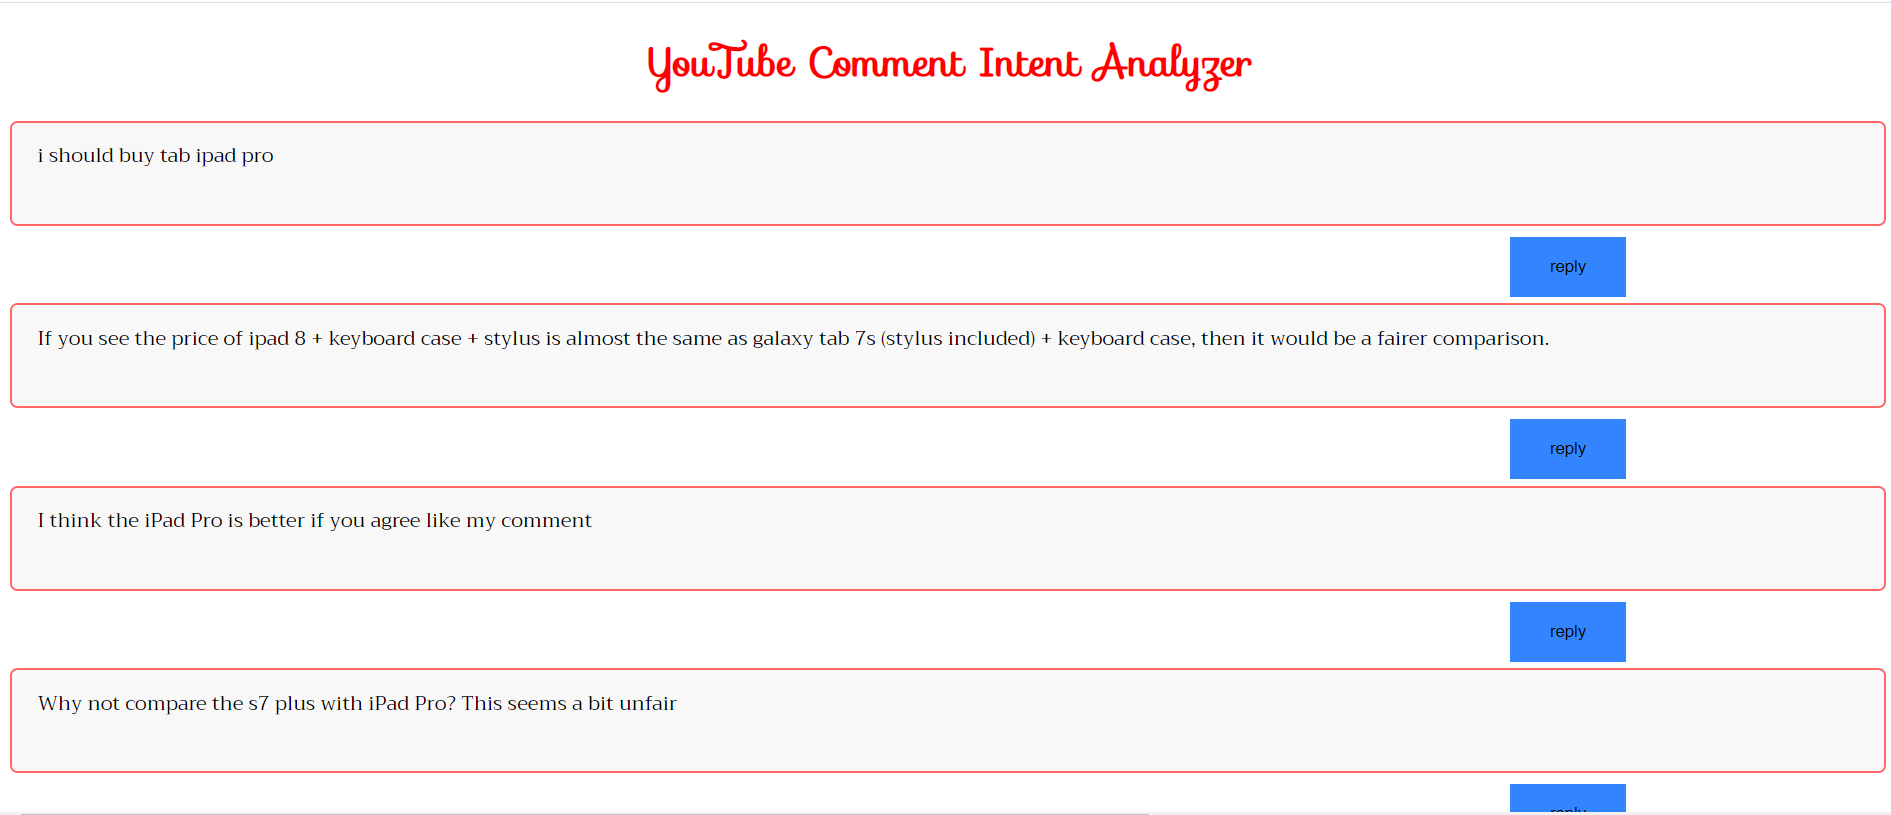 YouTube Comment Intent Analyzer
i should buy tab ipad pro
reply
If you see the price of ipad 8 + keyboard case + stylus is almost the same as galaxy tab 7s (stylus included) + keyboard case, then it would be a fairer comparison.
reply
I think the iPad Pro is better if you agree like my comment
reply
Why not compare the s7 plus with iPad Pro? This seems a bit unfair
reply